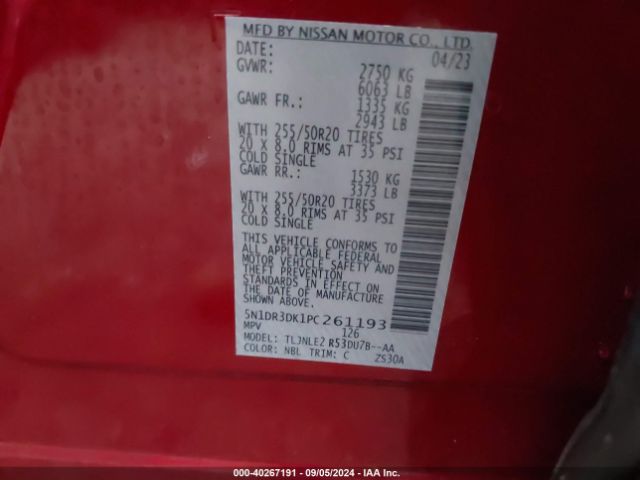 MFD BY NISSAN MOTOR CO., LTD.
DATE: 04/23
GVWR: 2750 KG
6063 LB
GAWR FR.: 1335 KG
2943 LB
WITH 255/50R20 TIRES
20 X 8.0 RIMS AT 35 PSI
COLD SINGLE
GAWR RR.: 1530 KG
3373 LB
WITH 255/50R20 TIRES
20 X 8.0 RIMS AT 35 PSI
COLD SINGLE
THIS VEHICLE CONFORMS TO
ALL APPLICABLE FEDERAL
MOTOR VEHICLE SAFETY AND
THEFT PREVENTION
STANDARDS IN EFFECT ON
THE DATE OF MANUFACTURE
SHOWN ABOVE.
5N1DR3DK1PC261193
MPV 126
MODEL: TLJNLE2 R53DU7B--AA
COLOR: NBL TRIM: C ZS30A
000-40267191 - 09/05/2024 - IAA Inc.